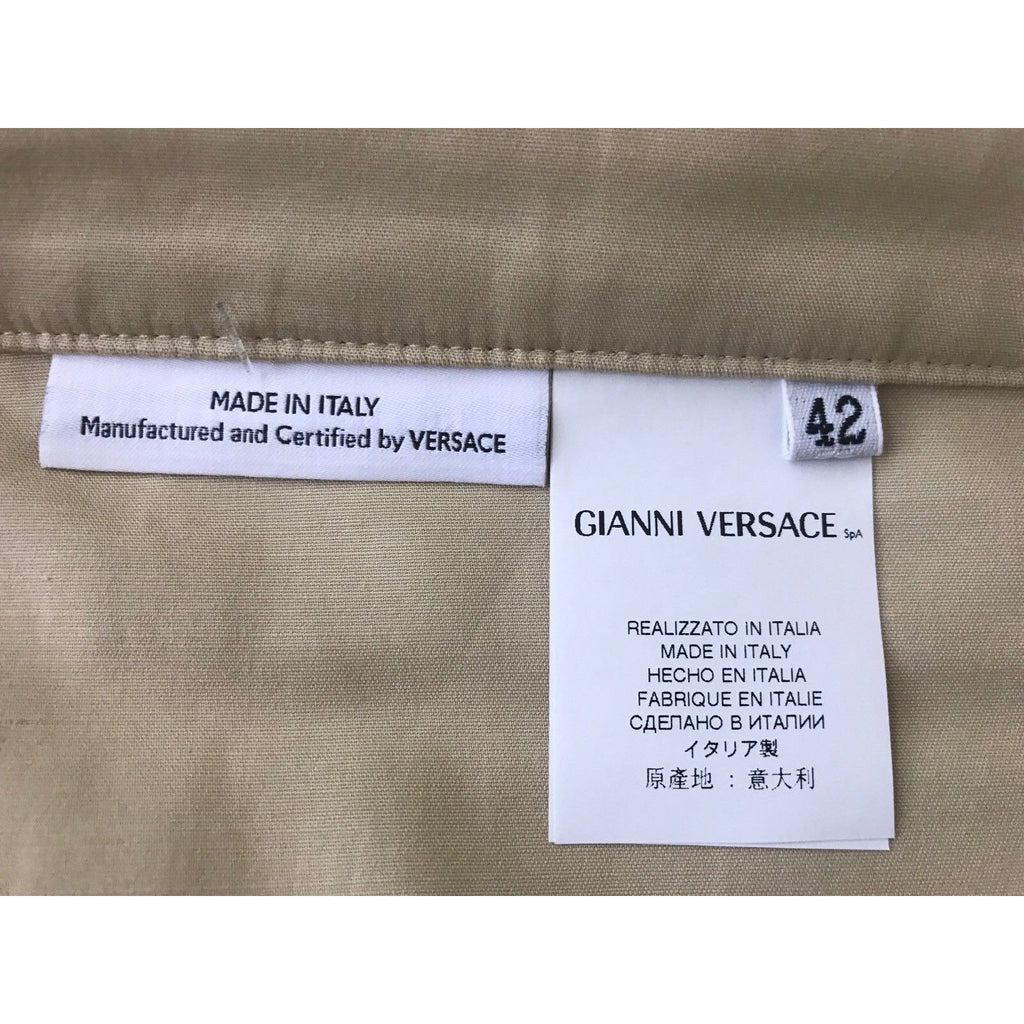 MADE IN ITALY
Manufactured and Certified by VERSACE
42
GIANNI VERSACE SpA
REALIZZATO IN ITALIA
MADE IN ITALY
HECHO EN ITALIA
FABRIQUE EN ITALIE
СДЕЛАНО В ИТАЛИИ
イタリア製
原產地 : 意大利